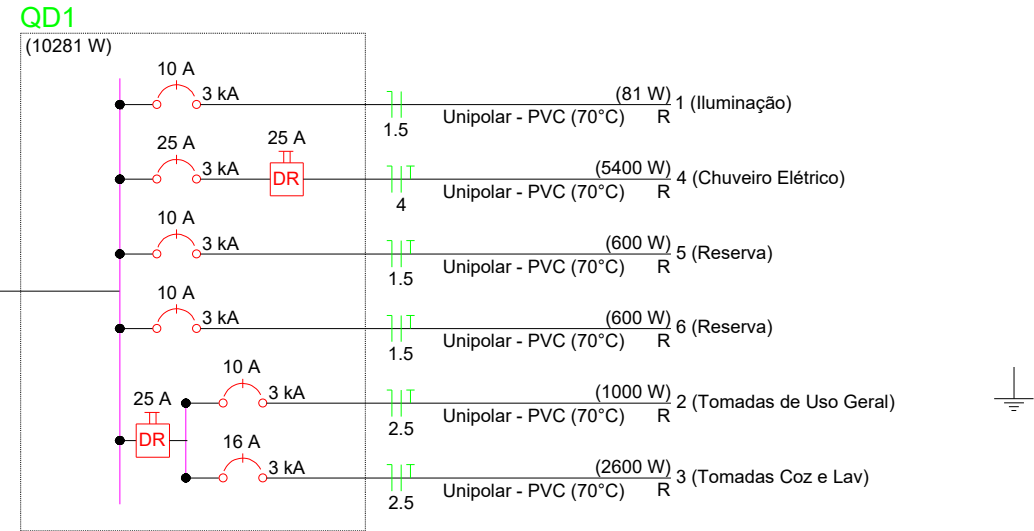 QD1
(10281 W)
10 A
3 kA
1.5
(81 W)
Unipolar - PVC (70°C)
R
1 (Iluminação)
25 A
3 kA
25 A
DR
4
(5400 W)
Unipolar - PVC (70°C)
R
4 (Chuveiro Elétrico)
10 A
3 kA
1.5
(600 W)
Unipolar - PVC (70°C)
R
5 (Reserva)
10 A
3 kA
1.5
(600 W)
Unipolar - PVC (70°C)
R
6 (Reserva)
25 A
DR
10 A
3 kA
2.5
(1000 W)
Unipolar - PVC (70°C)
R
2 (Tomadas de Uso Geral)
16 A
3 kA
2.5
(2600 W)
Unipolar - PVC (70°C)
R
3 (Tomadas Coz e Lav)